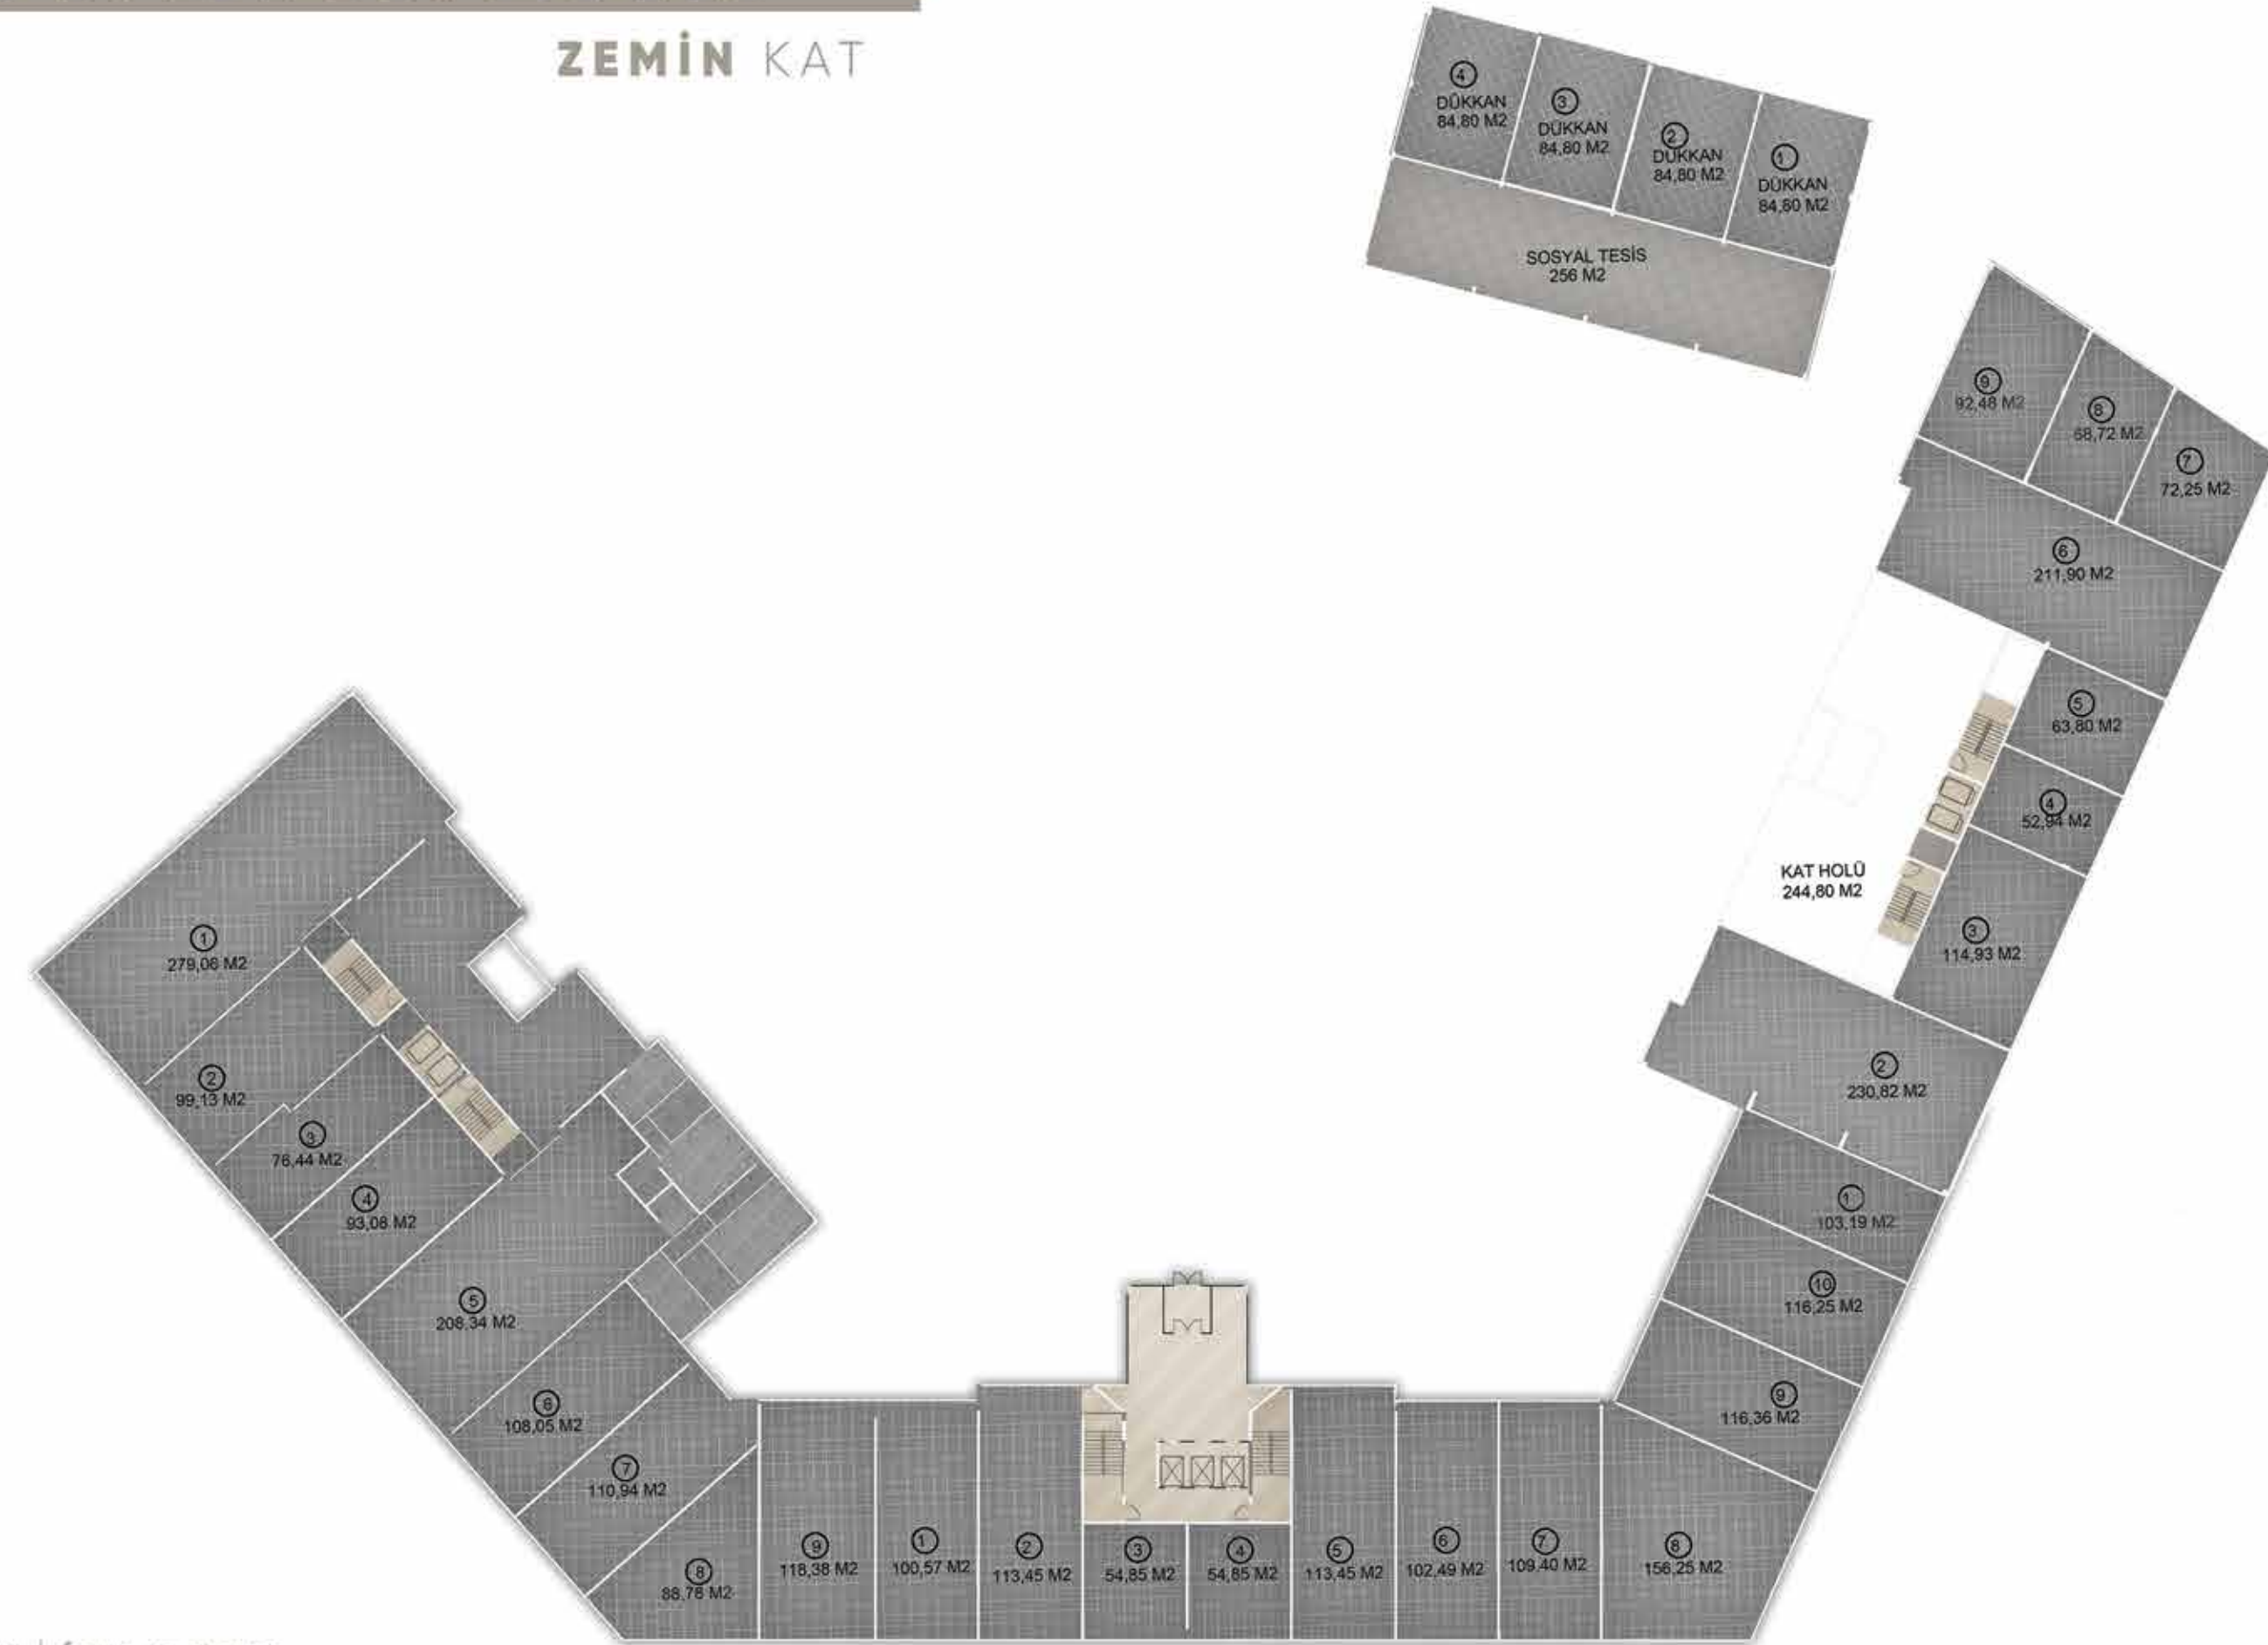 ZEMİN KAT
4
DÜKKAN
84,80 M2
3
DÜKKAN
84,80 M2
2
DÜKKAN
84,80 M2
1
DÜKKAN
84,80 M2
SOSYAL TESİS
256 M2
9
92,48 M2
8
68,72 M2
7
72,25 M2
6
211,90 M2
5
63,80 M2
4
52,94 M2
KAT HOLÜ
244,80 M2
3
114,93 M2
2
230,82 M2
1
103,19 M2
10
116,25 M2
9
116,36 M2
1
279,06 M2
2
99,13 M2
3
76,44 M2
4
93,08 M2
5
208,34 M2
6
108,05 M2
7
110,94 M2
8
88,78 M2
9
118,38 M2
1
100,57 M2
2
113,45 M2
3
54,85 M2
4
54,85 M2
5
113,45 M2
6
102,49 M2
7
109,40 M2
8
156,25 M2